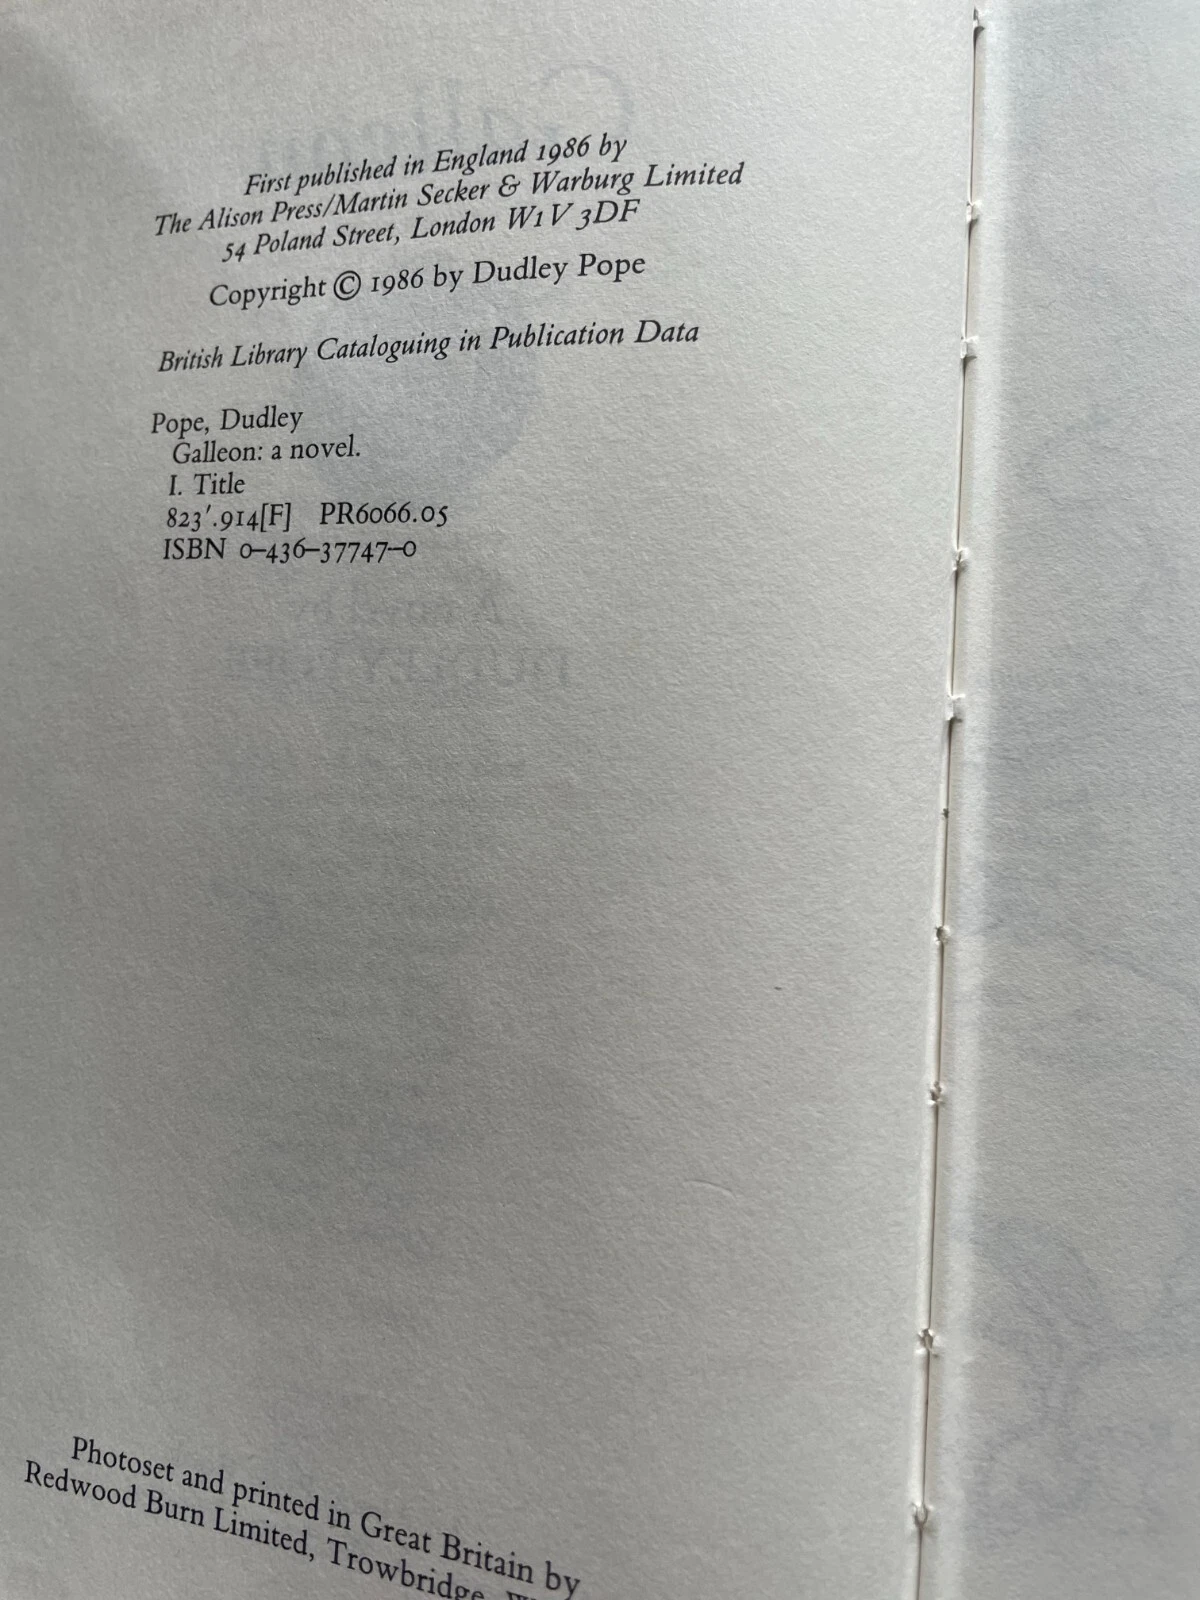 First published in England 1986 by
The Alison Press/Martin Secker & Warburg Limited
54 Poland Street, London W1V 3DF
Copyright © 1986 by Dudley Pope
British Library Cataloguing in Publication Data
Pope, Dudley
Galleon: a novel.
I. Title
823'.914[F] PR6066.05
ISBN 0–436–37747–0
Photoset and printed in Great Britain by
Redwood Burn Limited, Trowbridge,